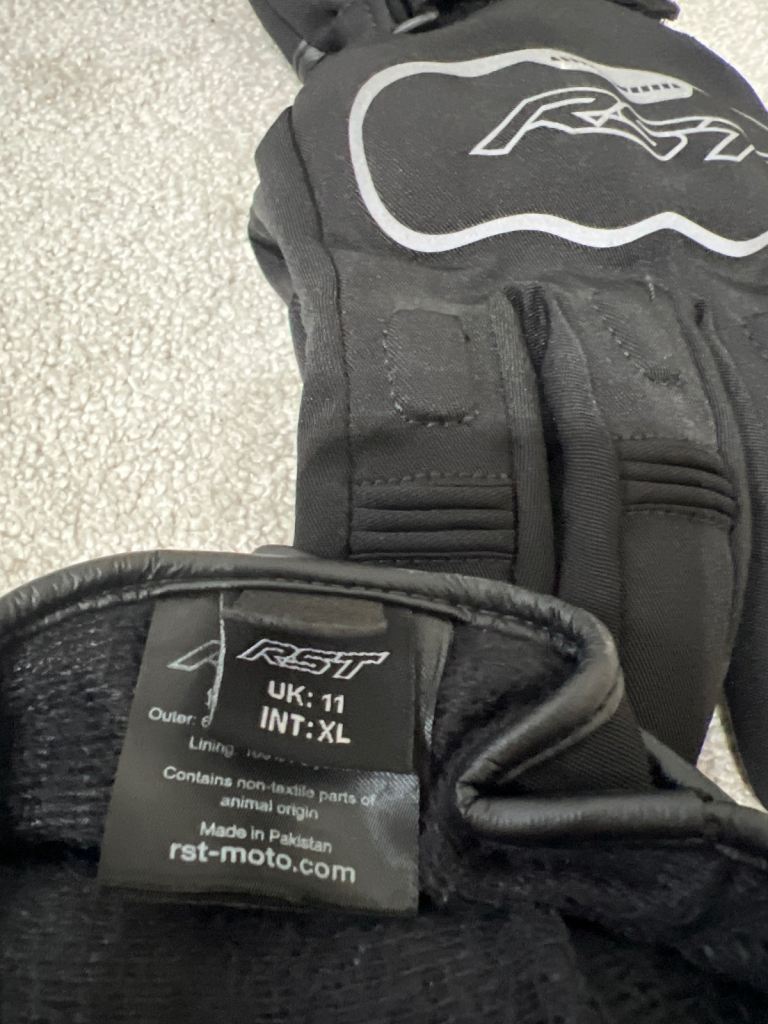 RST
RST
UK: 11
INT: XL
Outer:
Lining:
Contains non-textile parts of
animal origin
Made in Pakistan
rst-moto.com